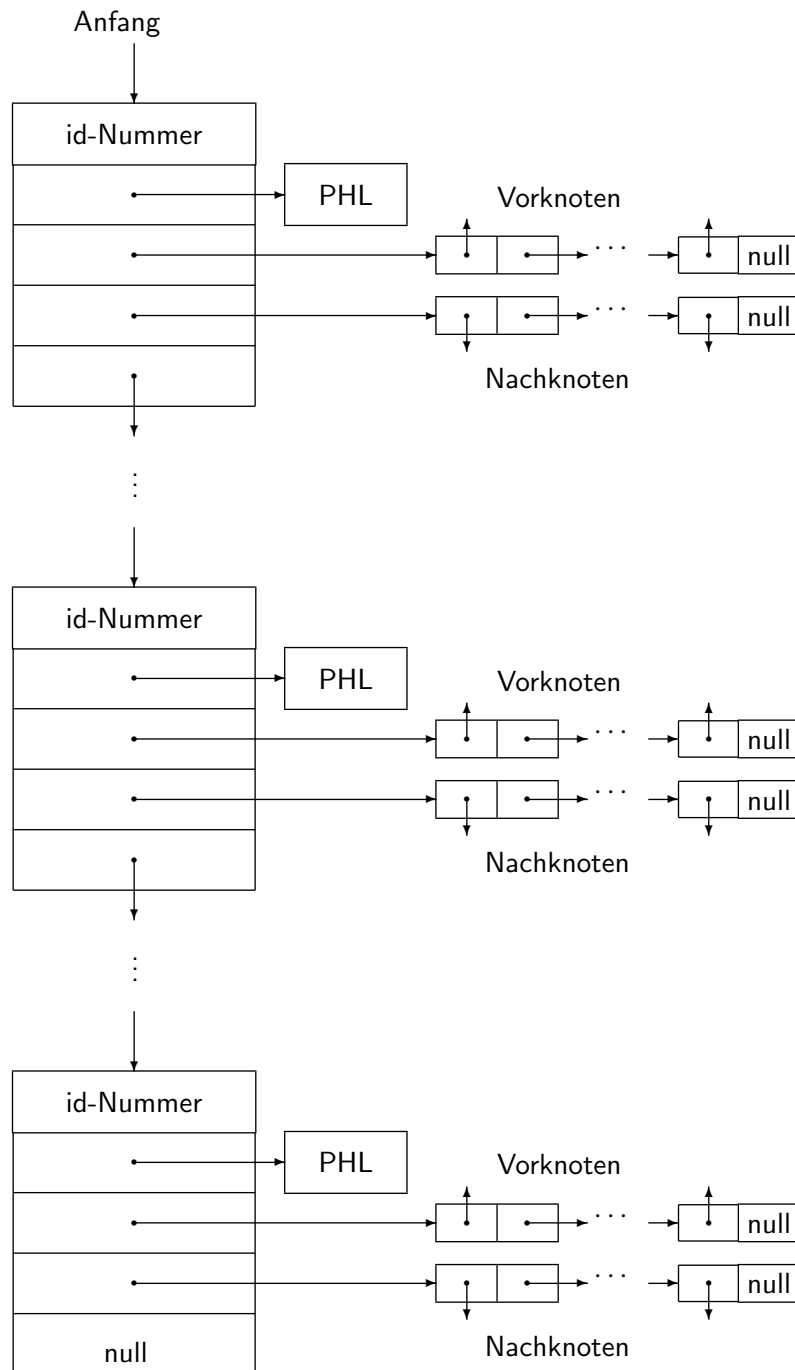 Anfang
id-Nummer
PHL
Vorknoten
... null
... null
Nachknoten
id-Nummer
PHL
Vorknoten
... null
... null
Nachknoten
id-Nummer
PHL
Vorknoten
... null
... null
null
Nachknoten